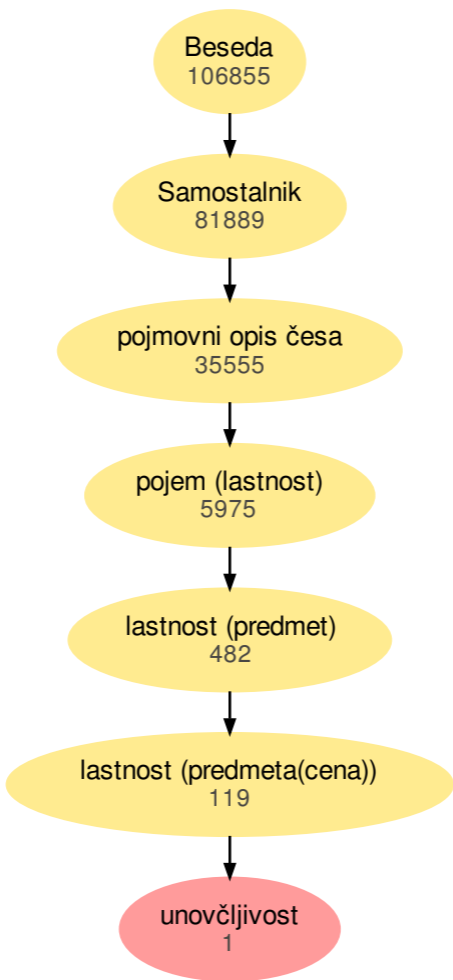 Beseda
106855
Samostalnik
81889
pojmovni opis česa
35555
pojem (lastnost)
5975
lastnost (predmet)
482
lastnost (predmeta(cena))
119
unovčljivost
1